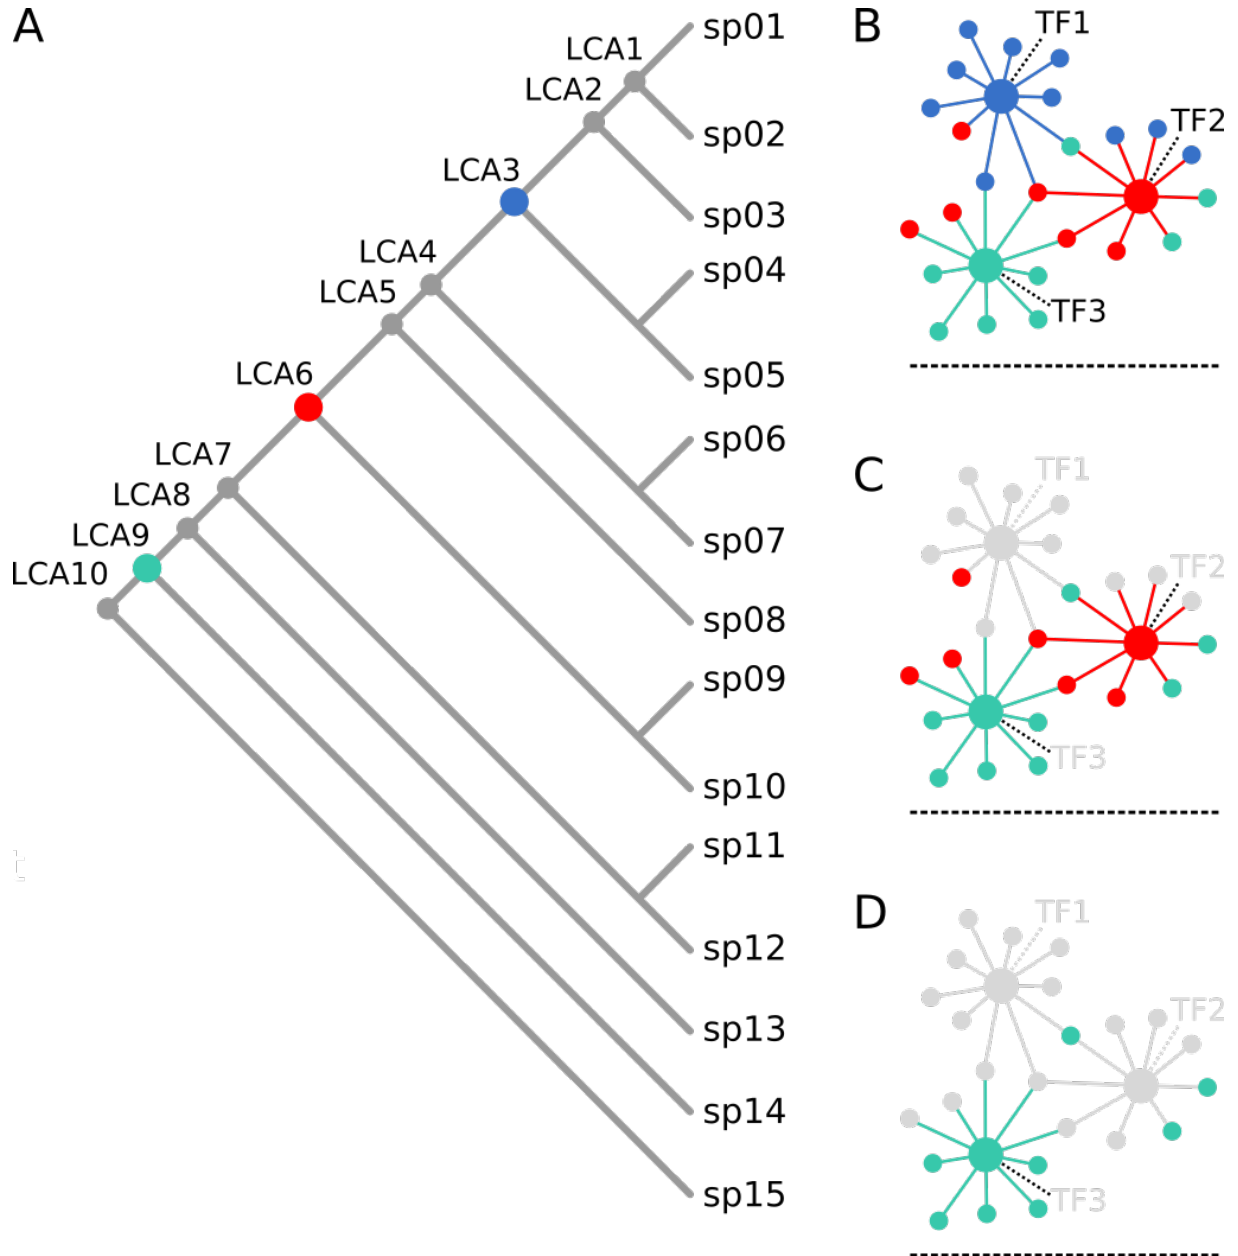 A
LCA1
LCA2
LCA3
LCA4
LCA5
LCA6
LCA7
LCA8
LCA9
LCA10
sp01
sp02
sp03
sp04
sp05
sp06
sp07
sp08
sp09
sp10
sp11
sp12
sp13
sp14
sp15
t
B
TF1
TF2
TF3
C
TF1
TF2
TF3
D
TF1
TF2
TF3